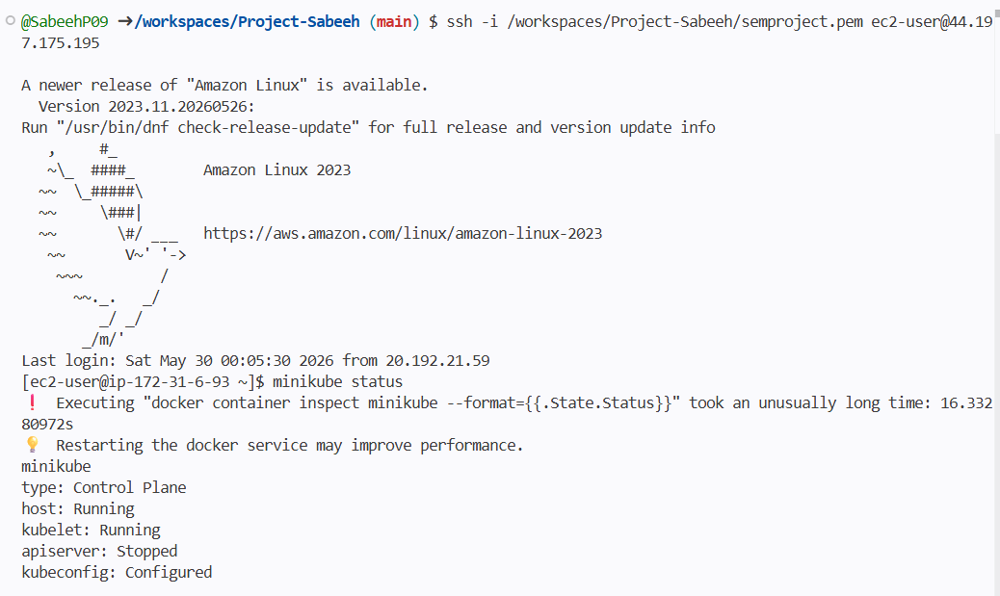 @SabeehP09 ➜/workspaces/Project-Sabeeh (main) $ ssh -i /workspaces/Project-Sabeeh/semproject.pem ec2-user@44.19
7.175.195

A newer release of "Amazon Linux" is available.
  Version 2023.11.20260526:
Run "/usr/bin/dnf check-release-update" for full release and version update info
   ,     #_
   ~\_  ####_        Amazon Linux 2023
  ~~  \_#####\
  ~~     \###|
  ~~       \#/ ___   https://aws.amazon.com/linux/amazon-linux-2023
   ~~       V~' '->
    ~~~         /
      ~~._.   _/
         _/ _/
       _/m/'
Last login: Sat May 30 00:05:30 2026 from 20.192.21.59
[ec2-user@ip-172-31-6-93 ~]$ minikube status
❗  Executing "docker container inspect minikube --format={{.State.Status}}" took an unusually long time: 16.332
80972s
💡  Restarting the docker service may improve performance.
minikube
type: Control Plane
host: Running
kubelet: Running
apiserver: Stopped
kubeconfig: Configured